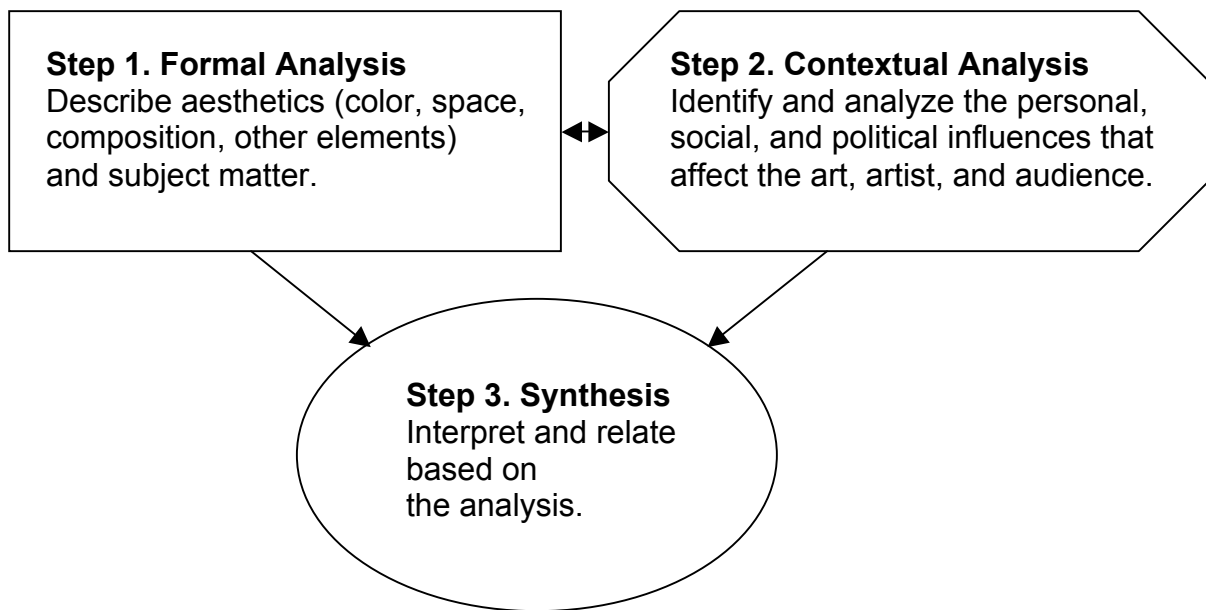 Step 1. Formal Analysis
Describe aesthetics (color, space,
composition, other elements)
and subject matter.
Step 2. Contextual Analysis
Identify and analyze the personal,
social, and political influences that
affect the art, artist, and audience.
Step 3. Synthesis
Interpret and relate
based on
the analysis.